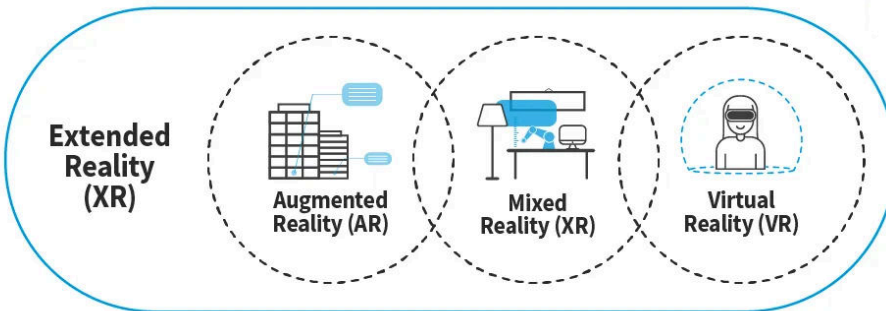 Extended
Reality
(XR)
Augmented
Reality (AR)
Mixed
Reality (XR)
Virtual
Reality (VR)